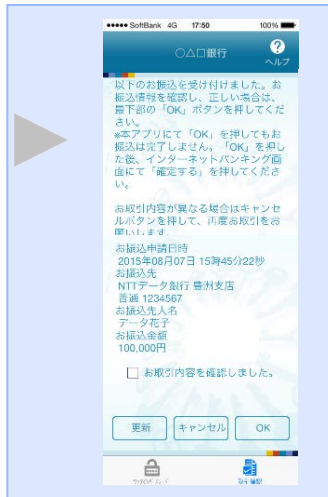 SoftBank 4G 17:50 100%
○△□銀行
?
ヘルプ
以下のお振込を受け付けました。お
振込情報を確認し、正しい場合は、
最下部の「OK」ボタンを押してくだ
さい。
※本アプリにて「OK」を押してもお
振込は完了しません。「OK」を押し
た後、インターネットバンキング画
面にて「確定する」を押してくださ
い。
お取引内容が異なる場合はキャンセ
ルボタンを押して、再度お取引をお
願いします。
お振込申請日時
2015年08月07日 15時45分22秒
お振込先
NTTデータ銀行 豊洲支店
普通 1234567
お振込先人名
データ花子
お振込金額
100,000円
お取引内容を確認しました。
更新 キャンセル OK
取引確認